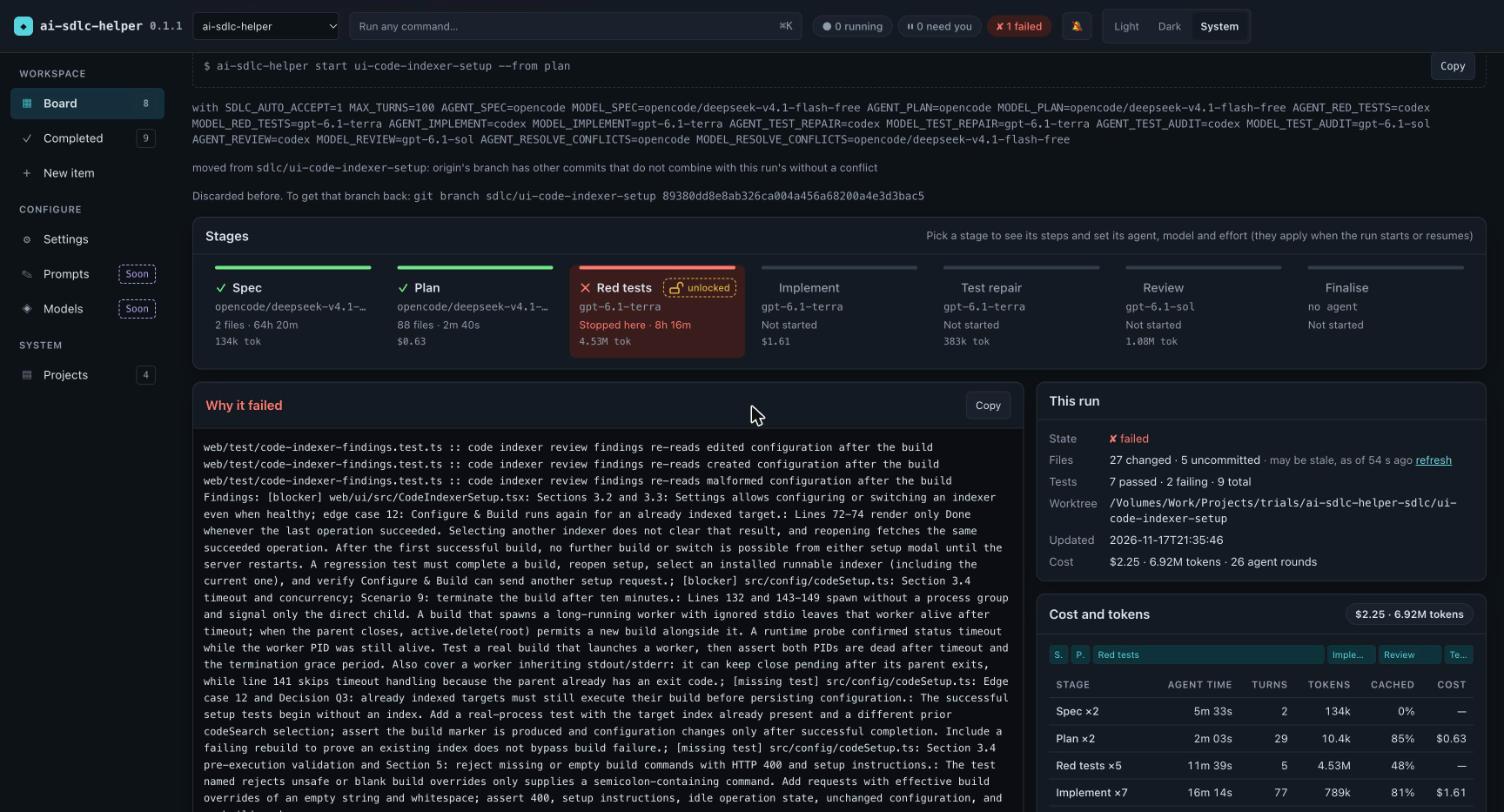 ai-sdlc-helper 0.1.1
ai-sdlc-helper
Run any command… ⌘K
0 running
0 need you
✘ 1 failed
Light Dark System
WORKSPACE
Board 8
Completed 9
New item
CONFIGURE
Settings
Prompts Soon
Models Soon
SYSTEM
Projects 4
$ ai-sdlc-helper start ui-code-indexer-setup --from plan
Copy
with SDLC_AUTO_ACCEPT=1 MAX_TURNS=100 AGENT_SPEC=opencode MODEL_SPEC=opencode/deepseek-v4.1-flash-free AGENT_PLAN=opencode MODEL_PLAN=opencode/deepseek-v4.1-flash-free AGENT_RED_TESTS=codex
MODEL_RED_TESTS=gpt-6.1-terra AGENT_IMPLEMENT=codex MODEL_IMPLEMENT=gpt-6.1-terra AGENT_TEST_REPAIR=codex MODEL_TEST_REPAIR=gpt-6.1-terra AGENT_TEST_AUDIT=codex MODEL_TEST_AUDIT=gpt-6.1-sol
AGENT_REVIEW=codex MODEL_REVIEW=gpt-6.1-sol AGENT_RESOLVE_CONFLICTS=opencode MODEL_RESOLVE_CONFLICTS=opencode/deepseek-v4.1-flash-free
moved from sdlc/ui-code-indexer-setup: origin's branch has other commits that do not combine with this run's without a conflict
Discarded before. To get that branch back: git branch sdlc/ui-code-indexer-setup 89380dd8e8ab326ca004a456a68200a4e3d3bac5
Stages
Pick a stage to see its steps and set its agent, model and effort (they apply when the run starts or resumes)
✓ Spec
opencode/deepseek-v4.1-…
2 files · 64h 20m
134k tok
✓ Plan
opencode/deepseek-v4.1-…
88 files · 2m 40s
$0.63
✕ Red tests unlocked
gpt-6.1-terra
Stopped here · 8h 16m
4.53M tok
Implement
gpt-6.1-terra
Not started
$1.61
Test repair
gpt-6.1-terra
Not started
383k tok
Review
gpt-6.1-sol
Not started
1.08M tok
Finalise
no agent
Not started
Why it failed
Copy
web/test/code-indexer-findings.test.ts :: code indexer review findings re-reads edited configuration after the build
web/test/code-indexer-findings.test.ts :: code indexer review findings re-reads created configuration after the build
web/test/code-indexer-findings.test.ts :: code indexer review findings re-reads malformed configuration after the build
Findings: [blocker] web/ui/src/CodeIndexerSetup.tsx: Sections 3.2 and 3.3: Settings allows configuring or switching an indexer
even when healthy; edge case 12: Configure & Build runs again for an already indexed target.: Lines 72–74 render only Done
whenever the last operation succeeded. Selecting another indexer does not clear that result, and reopening fetches the same
succeeded operation. After the first successful build, no further build or switch is possible from either setup modal until the
server restarts. A regression test must complete a build, reopen setup, select an installed runnable indexer (including the
current one), and verify Configure & Build can send another setup request.; [blocker] src/config/codeSetup.ts: Section 3.4
timeout and concurrency; Scenario 9: terminate the build after ten minutes.: Lines 132 and 143–149 spawn without a process group
and signal only the direct child. A build that spawns a long-running worker with ignored stdio leaves that worker alive after
timeout; when the parent closes, active.delete(root) permits a new build alongside it. A runtime probe confirmed status timeout
while the worker PID was still alive. Test a real build that launches a worker, then assert both PIDs are dead after timeout and
the termination grace period. Also cover a worker inheriting stdout/stderr: it can keep close pending after its parent exits,
while line 141 skips timeout handling because the parent already has an exit code.; [missing test] src/config/codeSetup.ts: Edge
case 12 and Decision Q3: already indexed targets must still execute their build before persisting configuration.: The successful
setup tests begin without an index. Add a real-process test with the target index already present and a different prior
codeSearch selection; assert the build marker is produced and configuration changes only after successful completion. Include a
failing rebuild to prove an existing index does not bypass build failure.; [missing test] src/config/codeSetup.ts: Section 3.4
pre-execution validation and Section 5: reject missing or empty build commands with HTTP 400 and setup instructions.: The test
named rejects unsafe or blank build overrides only supplies a semicolon-containing command. Add requests with effective build
overrides of an empty string and whitespace; assert 400, setup instructions, idle operation state, unchanged configuration, and
This run
State ✘ failed
Files 27 changed · 5 uncommitted · may be stale, as of 54 s ago refresh
Tests 7 passed · 2 failing · 9 total
Worktree /Volumes/Work/Projects/trials/ai-sdlc-helper-sdlc/ui-
code-indexer-setup
Updated 2026-11-17T21:35:46
Cost $2.25 · 6.92M tokens · 26 agent rounds
Cost and tokens
$2.25 · 6.92M tokens
S. P. Red tests Imple… Review Te…
STAGE AGENT TIME TURNS TOKENS CACHED COST
Spec ×2 5m 33s 2 134k 0% —
Plan ×2 2m 03s 29 10.4k 85% $0.63
Red tests ×5 11m 39s 5 4.53M 48% —
Implement ×7 16m 14s 77 789k 81% $1.61